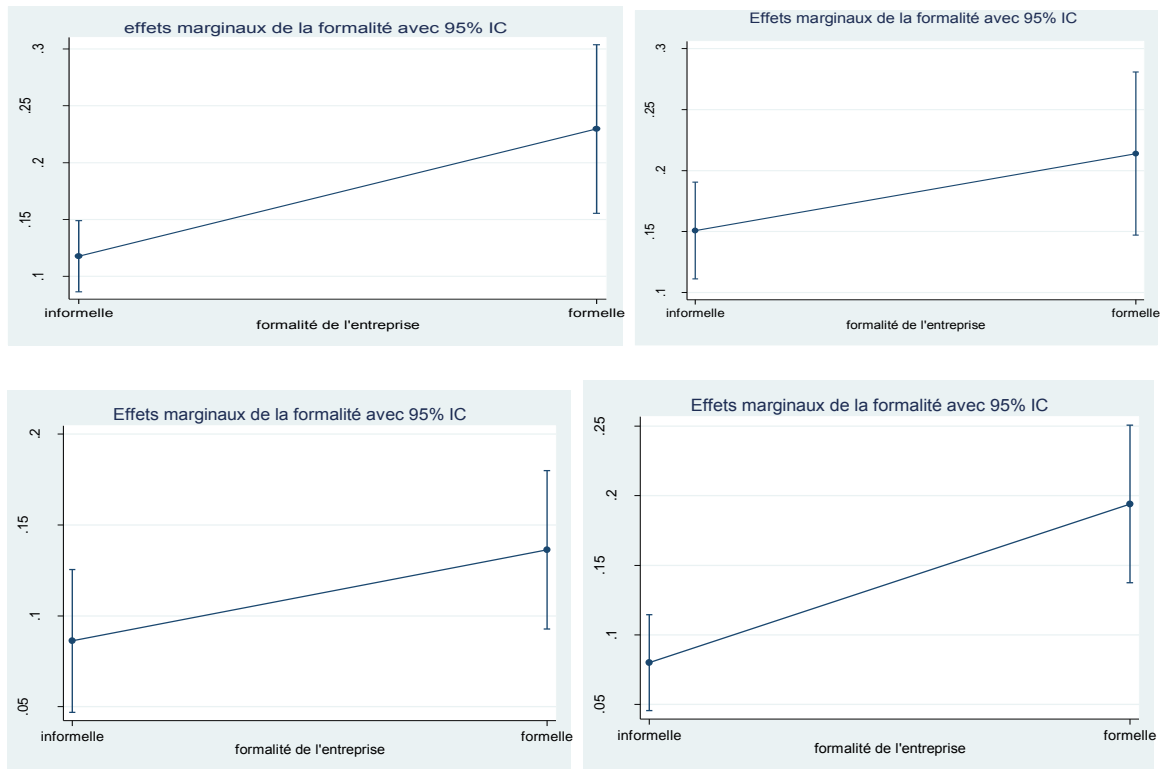 effets marginaux de la formalité avec 95% IC
.3
.25
.2
.15
.1
informelle
formelle
formalité de l'entreprise
Effets marginaux de la formalité avec 95% IC
.3
.25
.2
.15
.1
informelle
formelle
formalité de l'entreprise
Effets marginaux de la formalité avec 95% IC
.2
.15
.1
.05
informelle
formelle
formalité de l'entreprise
Effets marginaux de la formalité avec 95% IC
.25
.2
.15
.1
.05
informelle
formelle
formalité de l'entreprise